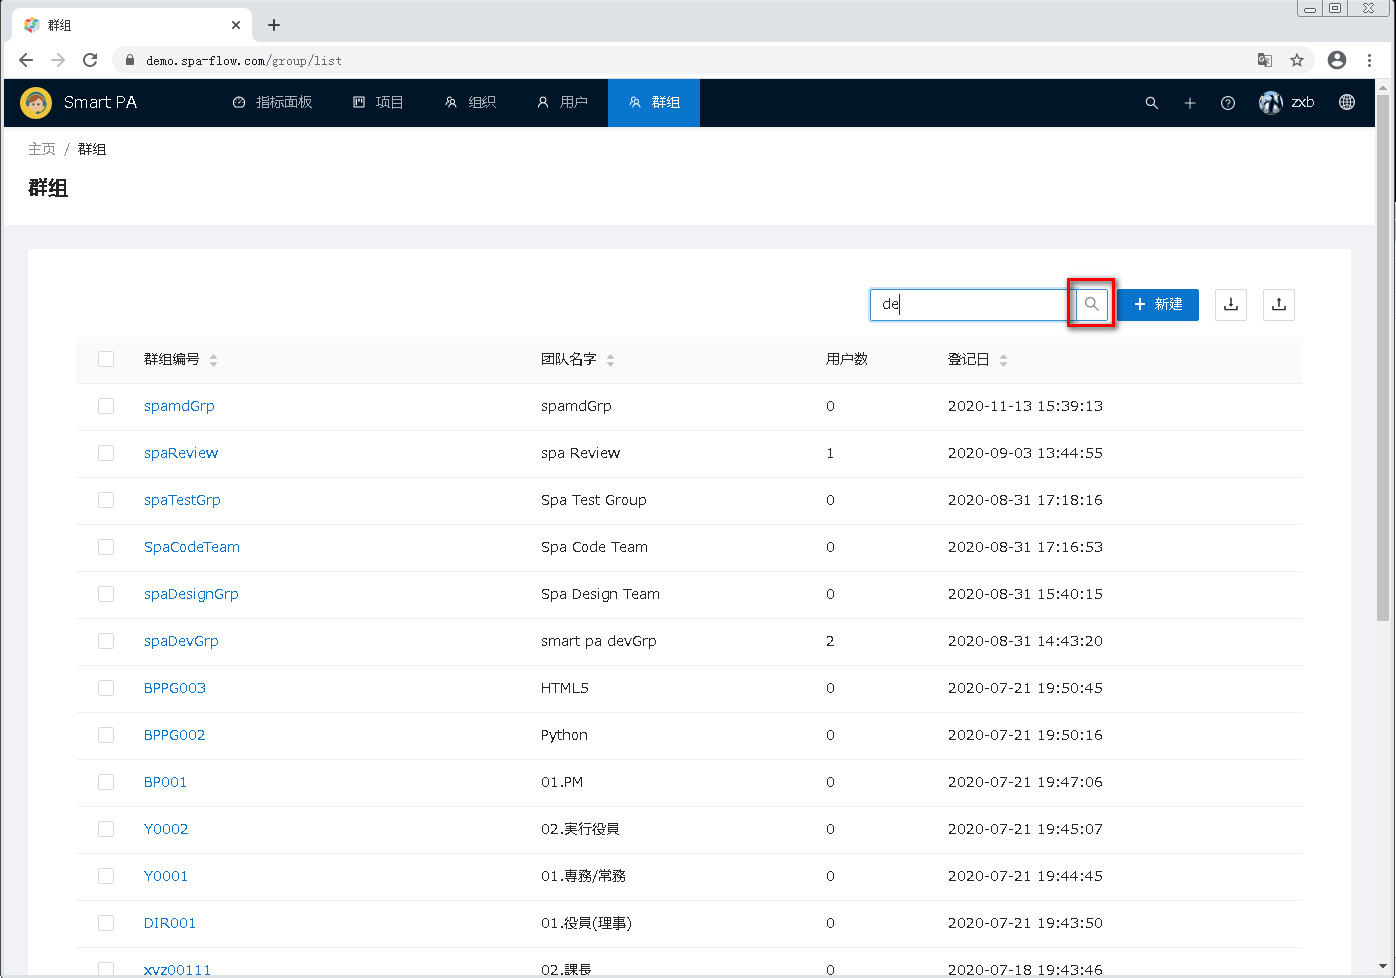 群组
demo.spa-flow.com/group/list
Smart PA 指标面板 项目 组织 用户 群组 zxb
主页 / 群组
群组
de 新建
群组编号 团队名字 用户数 登记日
spamdGrp spamdGrp 0 2020-11-13 15:39:13
spaReview spa Review 1 2020-09-03 13:44:55
spaTestGrp Spa Test Group 0 2020-08-31 17:18:16
SpaCodeTeam Spa Code Team 0 2020-08-31 17:16:53
spaDesignGrp Spa Design Team 0 2020-08-31 15:40:15
spaDevGrp smart pa devGrp 2 2020-08-31 14:43:20
BPPG003 HTML5 0 2020-07-21 19:50:45
BPPG002 Python 0 2020-07-21 19:50:16
BP001 01.PM 0 2020-07-21 19:47:06
Y0002 02.実行役員 0 2020-07-21 19:45:07
Y0001 01.専務/常務 0 2020-07-21 19:44:45
DIR001 01.役員(理事) 0 2020-07-21 19:43:50
xyz00111 02.課長 0 2020-07-18 19:43:46